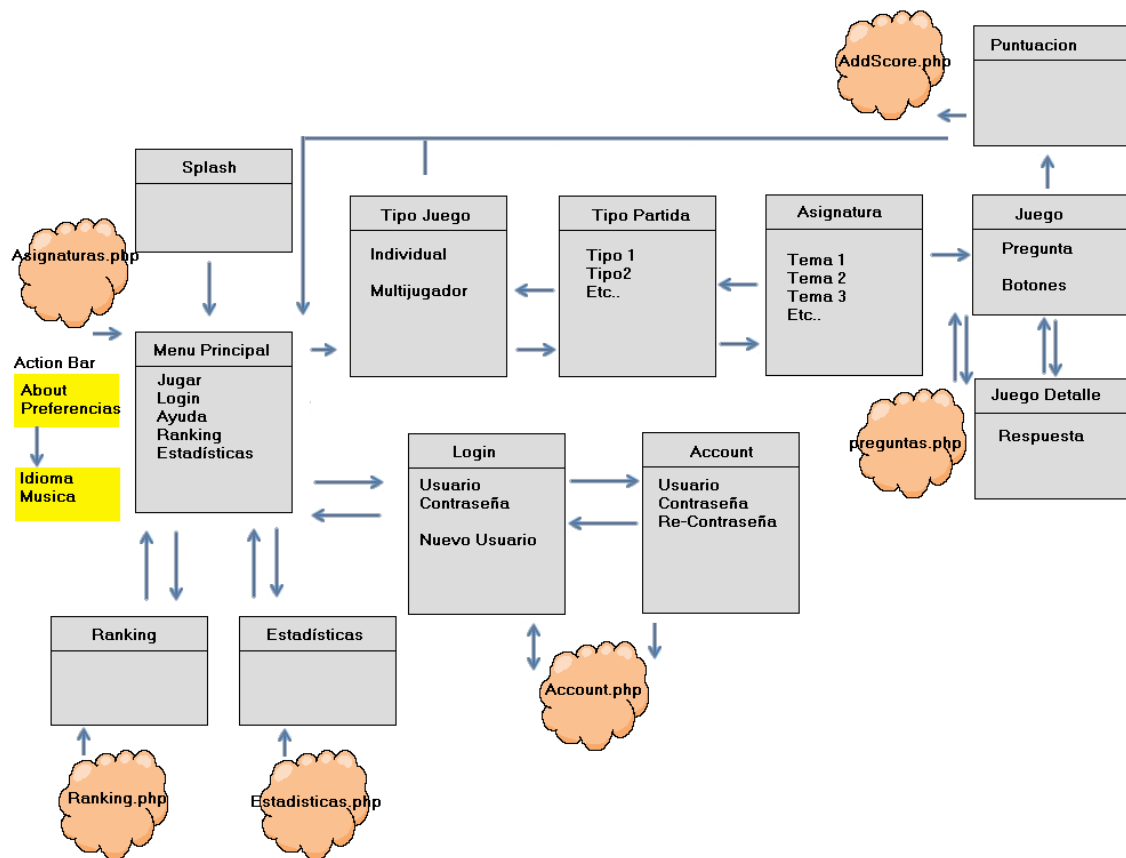 AddScore.php
Puntuacion
Splash
Asignaturas.php
Tipo Juego
Individual
Multijugador
Tipo Partida
Tipo 1
Tipo2
Etc..
Asignatura
Tema 1
Tema 2
Tema 3
Etc..
Juego
Pregunta
Botones
Action Bar
About
Preferencias
Idioma
Musica
Menu Principal
Jugar
Login
Ayuda
Ranking
Estadísticas
Login
Usuario
Contraseña
Nuevo Usuario
Account
Usuario
Contraseña
Re-Contraseña
preguntas.php
Juego Detalle
Respuesta
Ranking
Estadísticas
Account.php
Ranking.php
Estadisticas.php